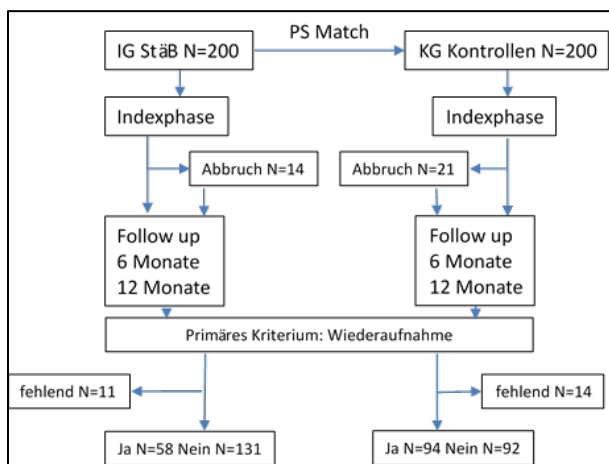 PS Match
IG StäB N=200
KG Kontrollen N=200
Indexphase
Indexphase
Abbruch N=14
Abbruch N=21
Follow up
6 Monate
12 Monate
Follow up
6 Monate
12 Monate
Primäres Kriterium: Wiederaufnahme
fehlend N=11
fehlend N=14
Ja N=58 Nein N=131
Ja N=94 Nein N=92